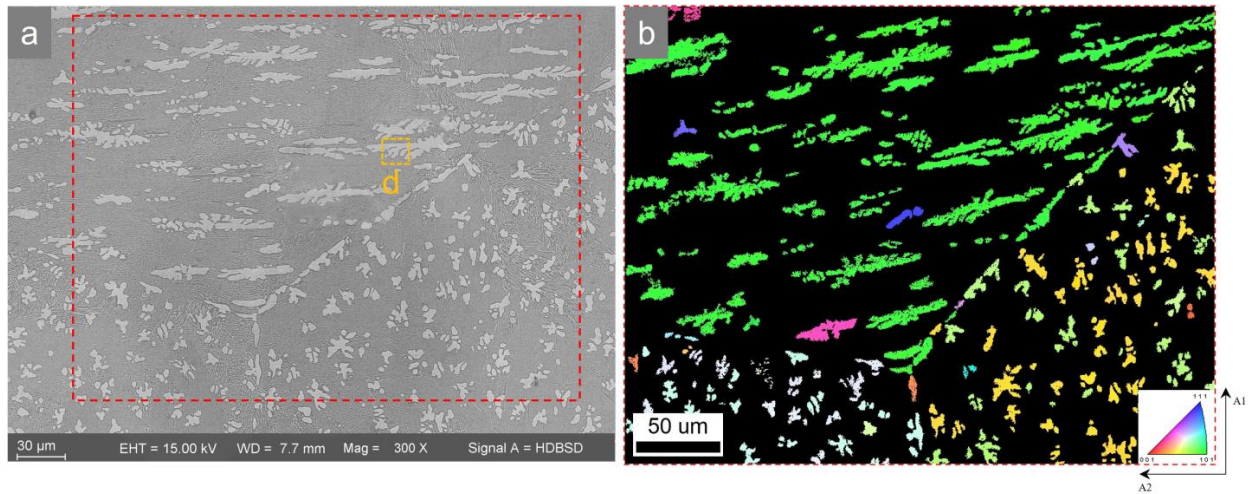 a
d
30 µm
EHT = 15.00 kV
WD = 7.7 mm
Mag = 300 X
Signal A = HDBSD
b
50 um
111
001
101
A1
A2